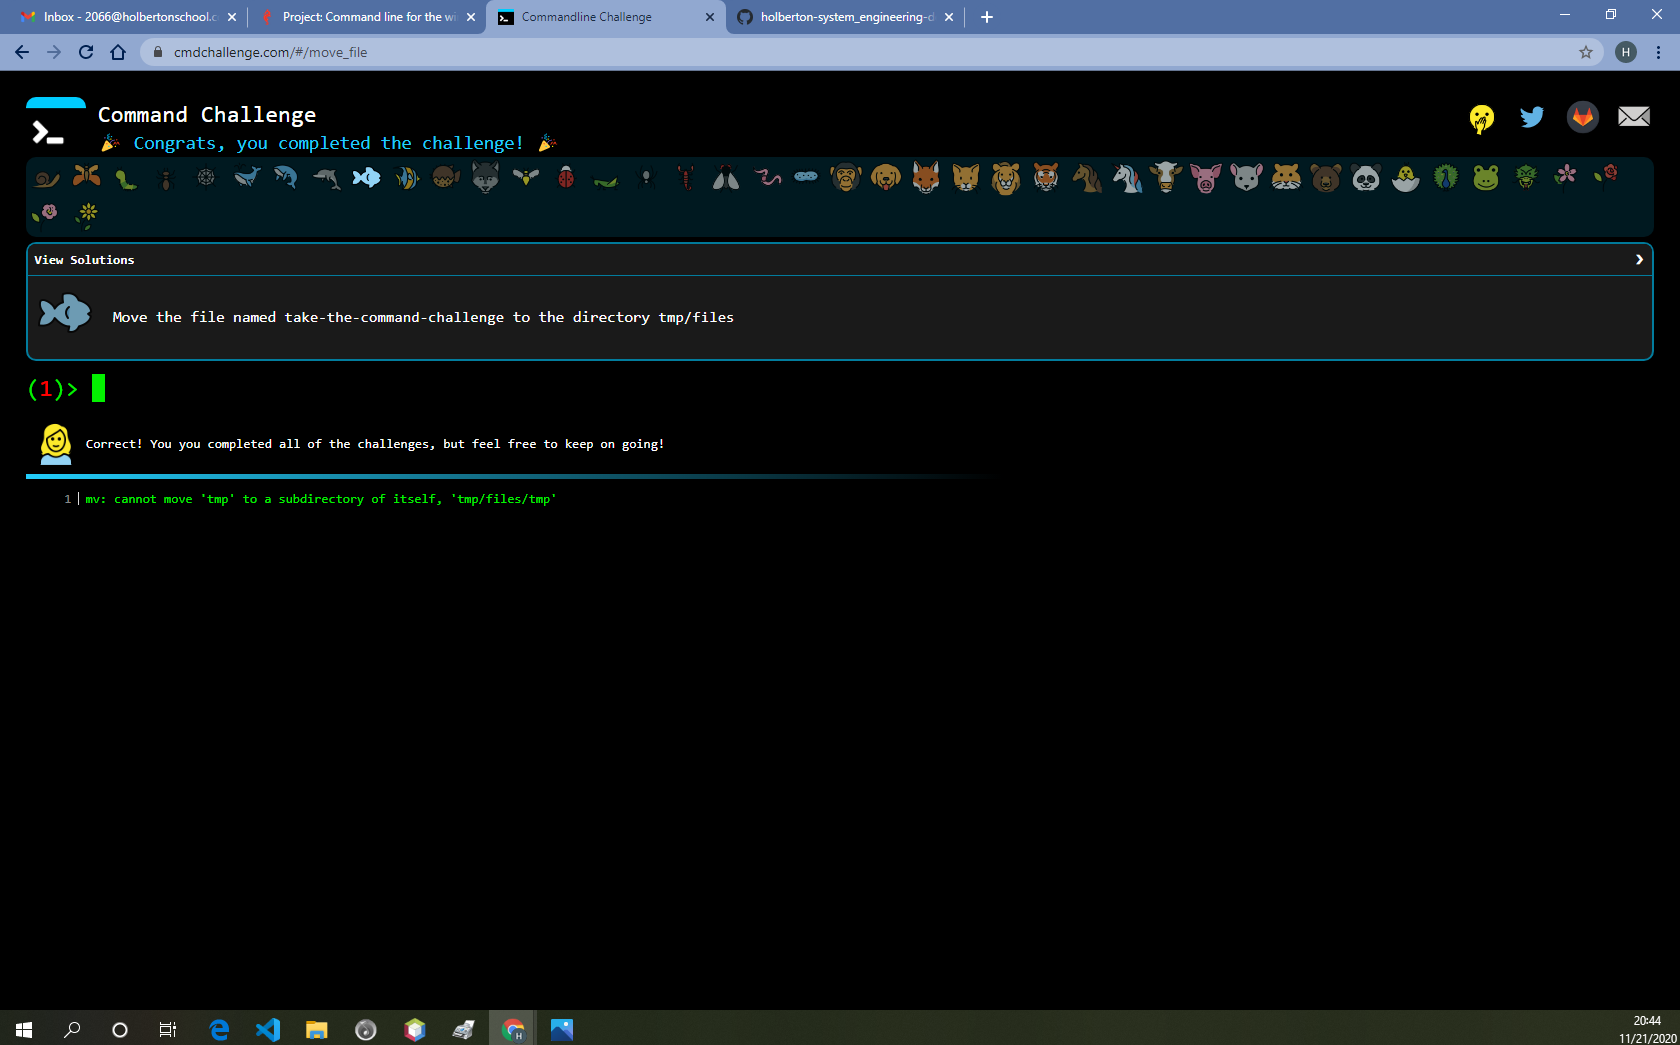 Inbox - 2066@holbertonschool.c
Project: Command line for the wi
Commandline Challenge
holberton-system_engineering-d
cmdchallenge.com/#/move_file
H
Command Challenge
Congrats, you completed the challenge!
View Solutions
Move the file named take-the-command-challenge to the directory tmp/files
(1)>
Correct! You you completed all of the challenges, but feel free to keep on going!
1 mv: cannot move 'tmp' to a subdirectory of itself, 'tmp/files/tmp'
H
20:44
11/21/2020